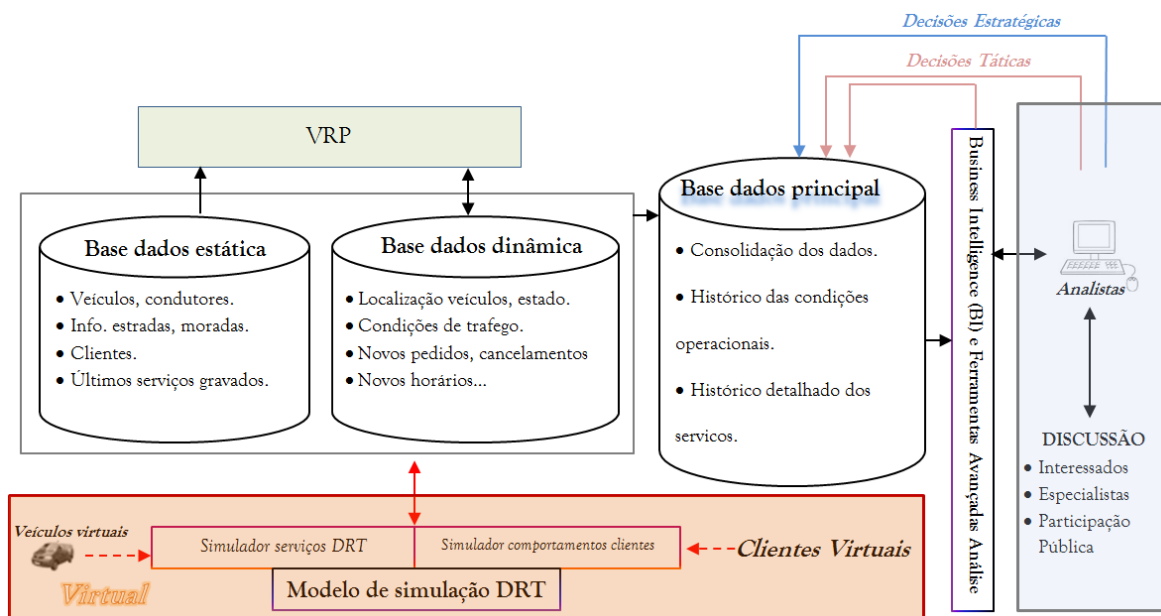 Decisões Estratégicas
Decisões Táticas
VRP
Base dados estática
• Veículos, condutores.
• Info. estradas, moradas.
• Clientes.
• Últimos serviços gravados.
Base dados dinâmica
• Localização veículos, estado.
• Condições de trafego.
• Novos pedidos, cancelamentos
• Novos horários...
Base dados principal
• Consolidação dos dados.
• Histórico das condições
operacionais.
• Histórico detalhado dos
servicos.
Business Intelligence (BI) e Ferramentas Avançadas Análise
Analistas
DISCUSSÃO
• Interessados
• Especialistas
• Participação
Pública
Veículos virtuais
Virtual
Simulador serviços DRT
Simulador comportamentos clientes
Modelo de simulação DRT
Clientes Virtuais